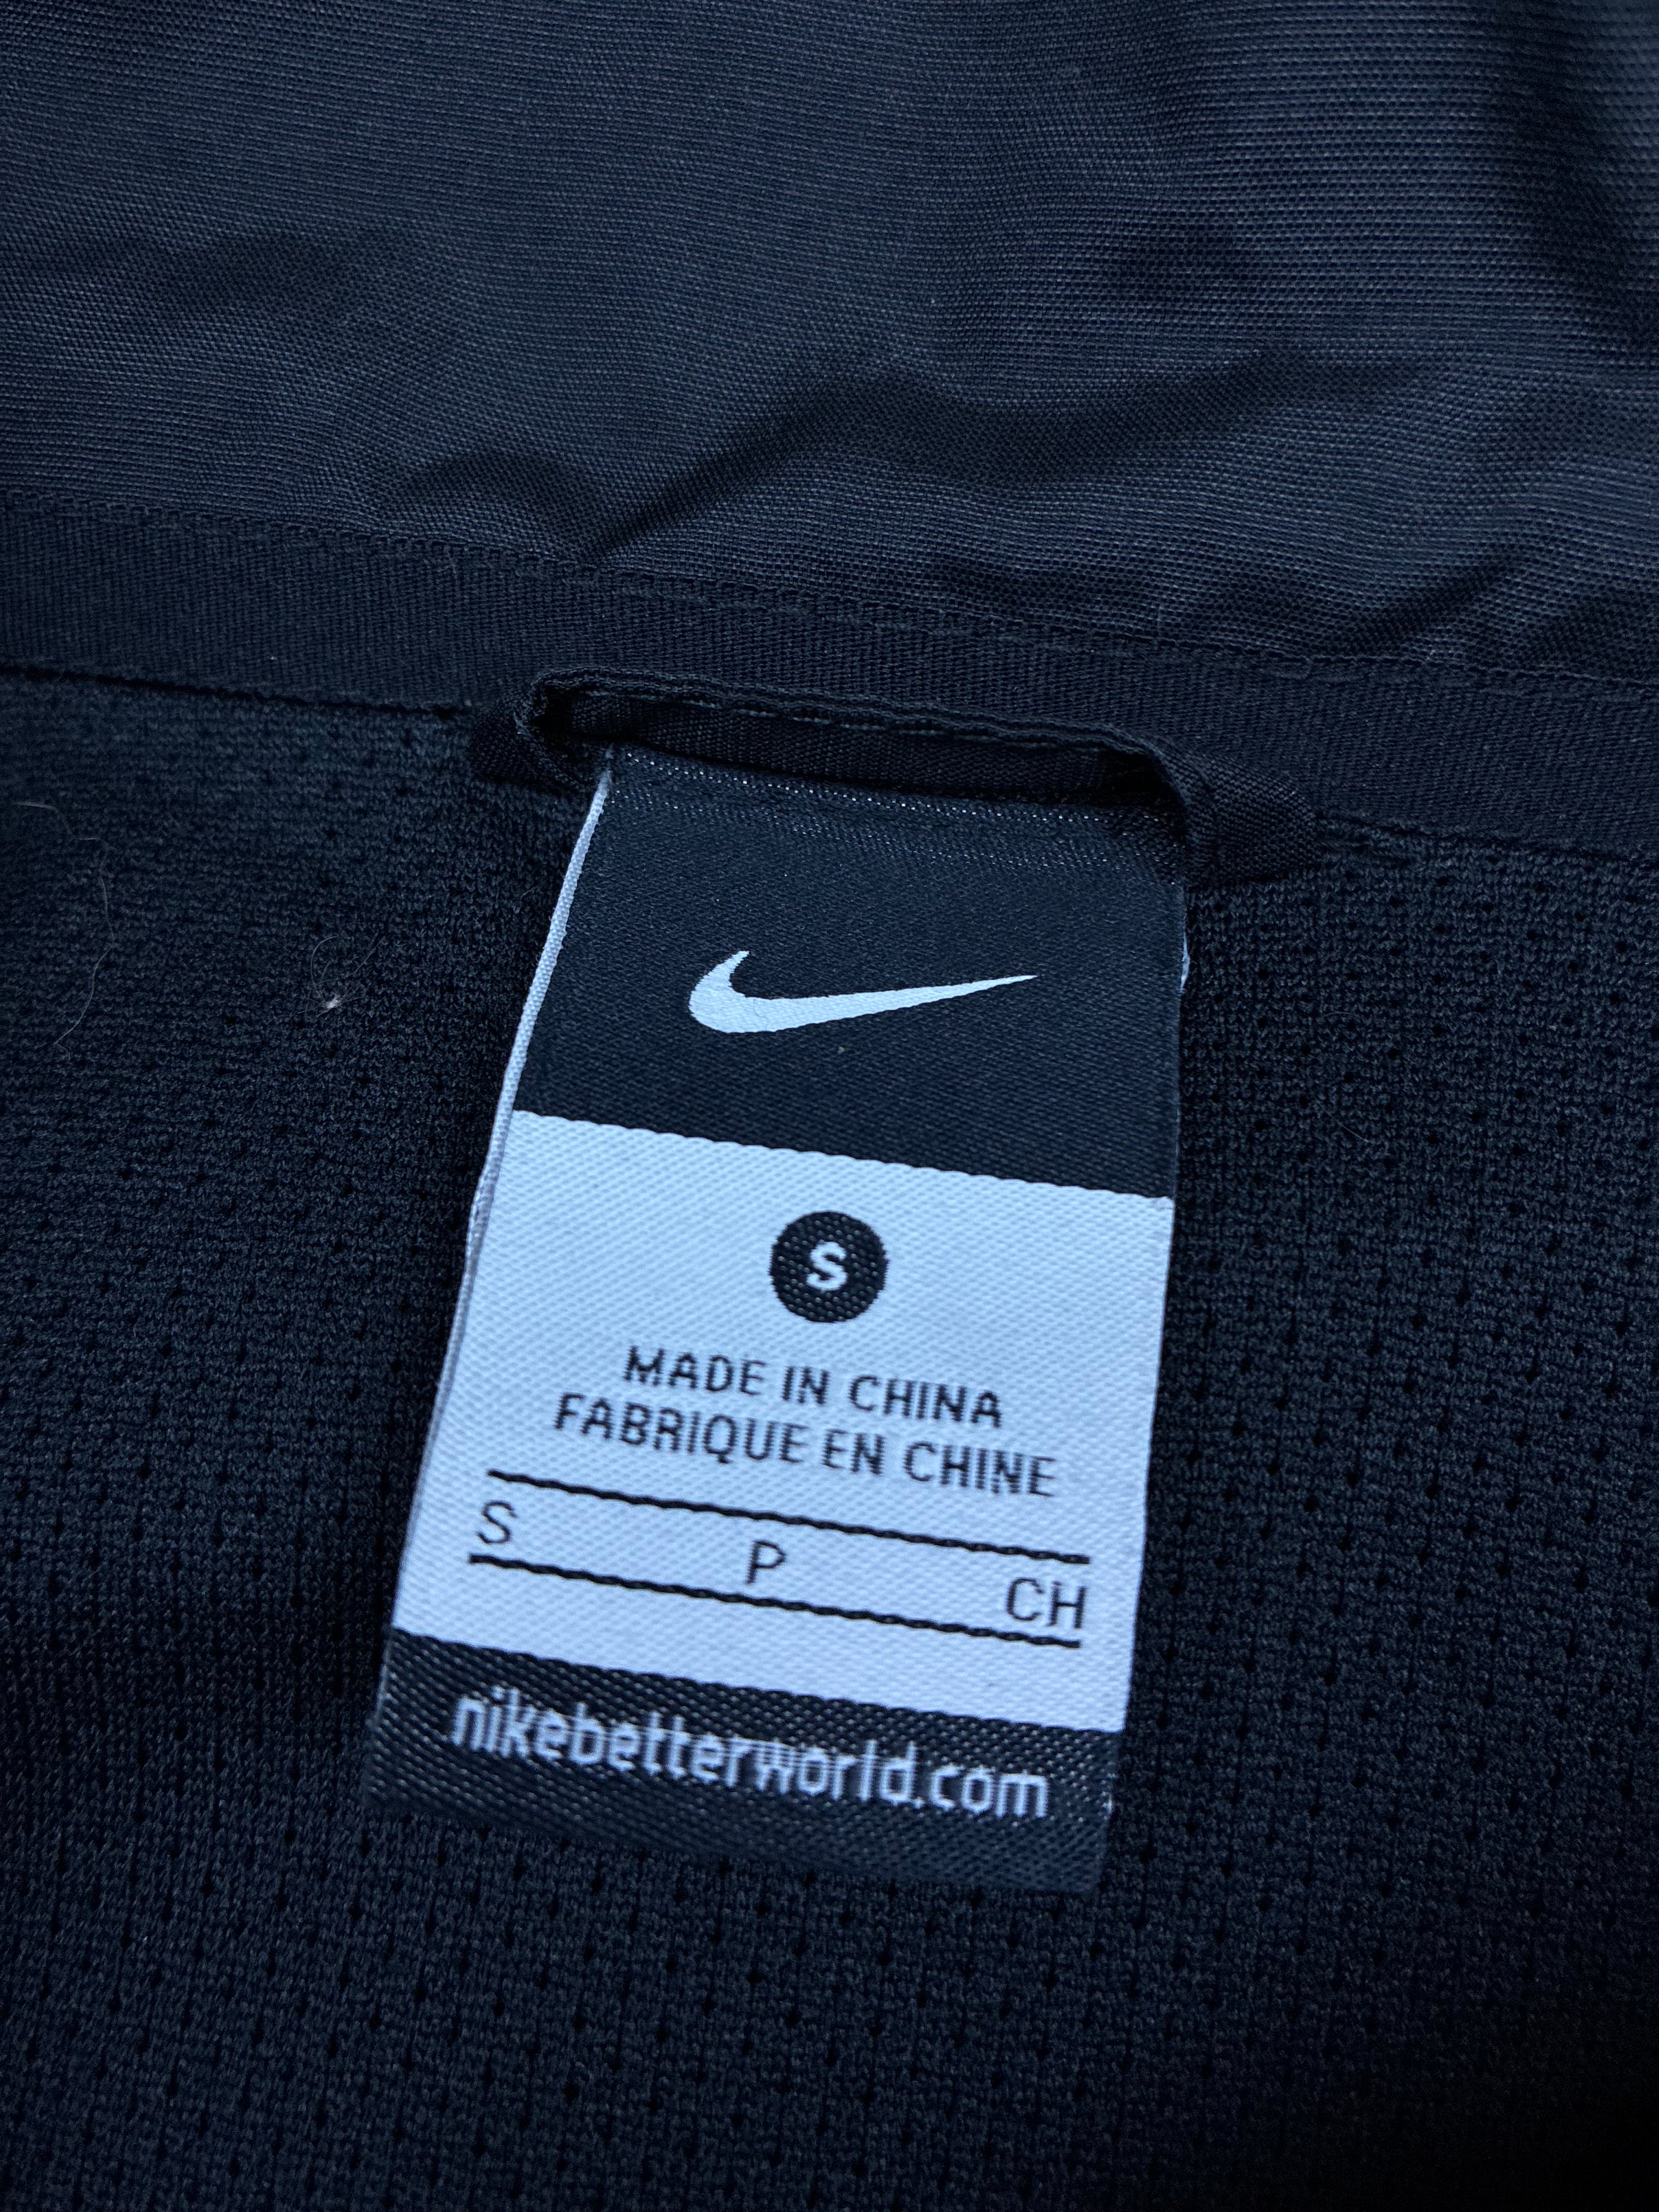 S
MADE IN CHINA
FABRIQUE EN CHINE
S P CH
nikebetterworld.com